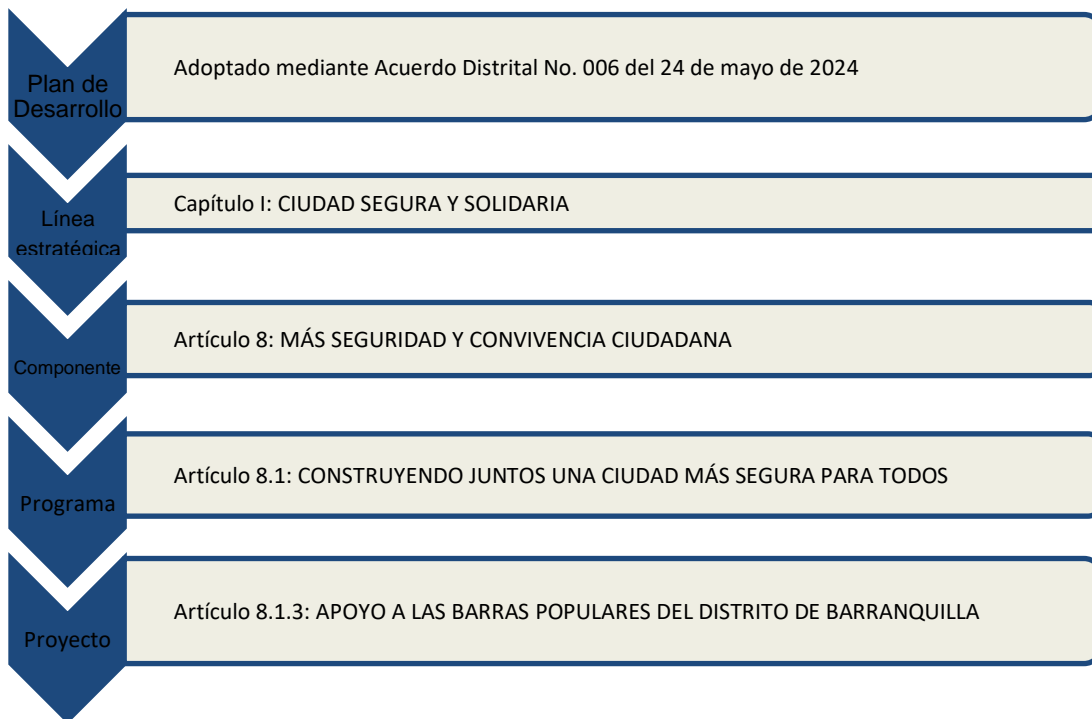 Plan de
Desarrollo
Adoptado mediante Acuerdo Distrital No. 006 del 24 de mayo de 2024
Línea
estratégica
Capítulo I: CIUDAD SEGURA Y SOLIDARIA
Componente
Artículo 8: MÁS SEGURIDAD Y CONVIVENCIA CIUDADANA
Programa
Artículo 8.1: CONSTRUYENDO JUNTOS UNA CIUDAD MÁS SEGURA PARA TODOS
Proyecto
Artículo 8.1.3: APOYO A LAS BARRAS POPULARES DEL DISTRITO DE BARRANQUILLA